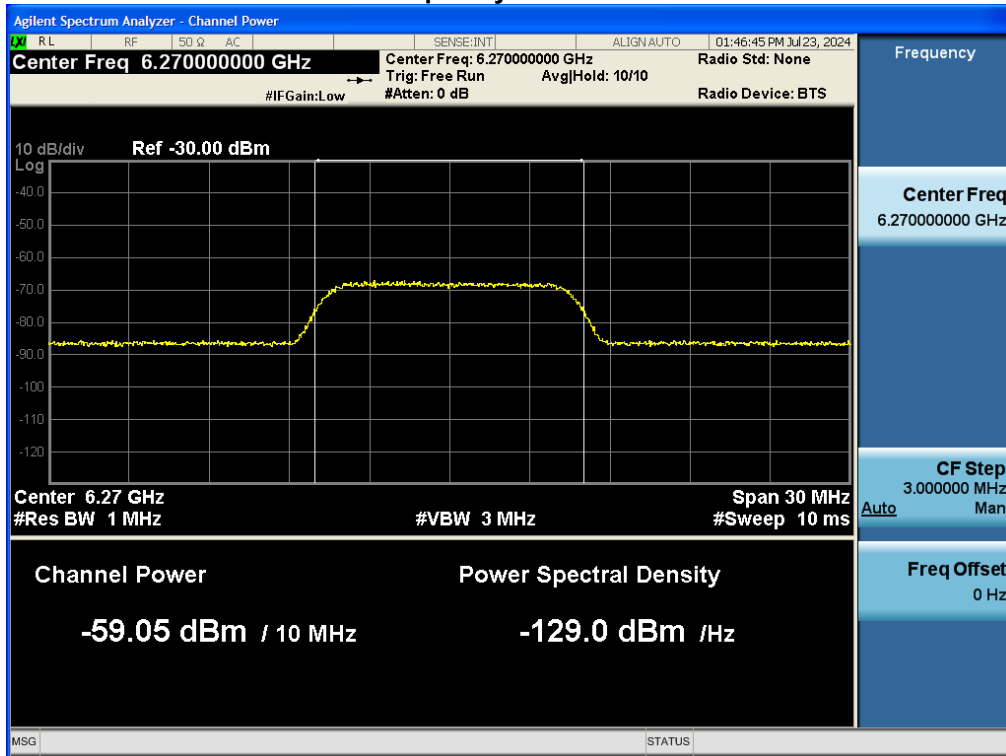 Agilent Spectrum Analyzer - Channel Power
LXI RL RF 50 Ω AC SENSE:INT ALIGN AUTO 01:46:45 PM Jul 23, 2024
Center Freq 6.270000000 GHz
Center Freq: 6.270000000 GHz
Radio Std: None
Trig: Free Run Avg|Hold: 10/10
#IFGain:Low
#Atten: 0 dB
Radio Device: BTS
10 dB/div Ref -30.00 dBm
Log
-40.0
-50.0
-60.0
-70.0
-80.0
-90.0
-100
-110
-120
Center 6.27 GHz
Span 30 MHz
#Res BW 1 MHz
#VBW 3 MHz
#Sweep 10 ms
Channel Power
Power Spectral Density
-59.05 dBm / 10 MHz
-129.0 dBm /Hz
MSG
STATUS
Frequency
Center Freq
6.270000000 GHz
CF Step
3.000000 MHz
Auto Man
Freq Offset
0 Hz